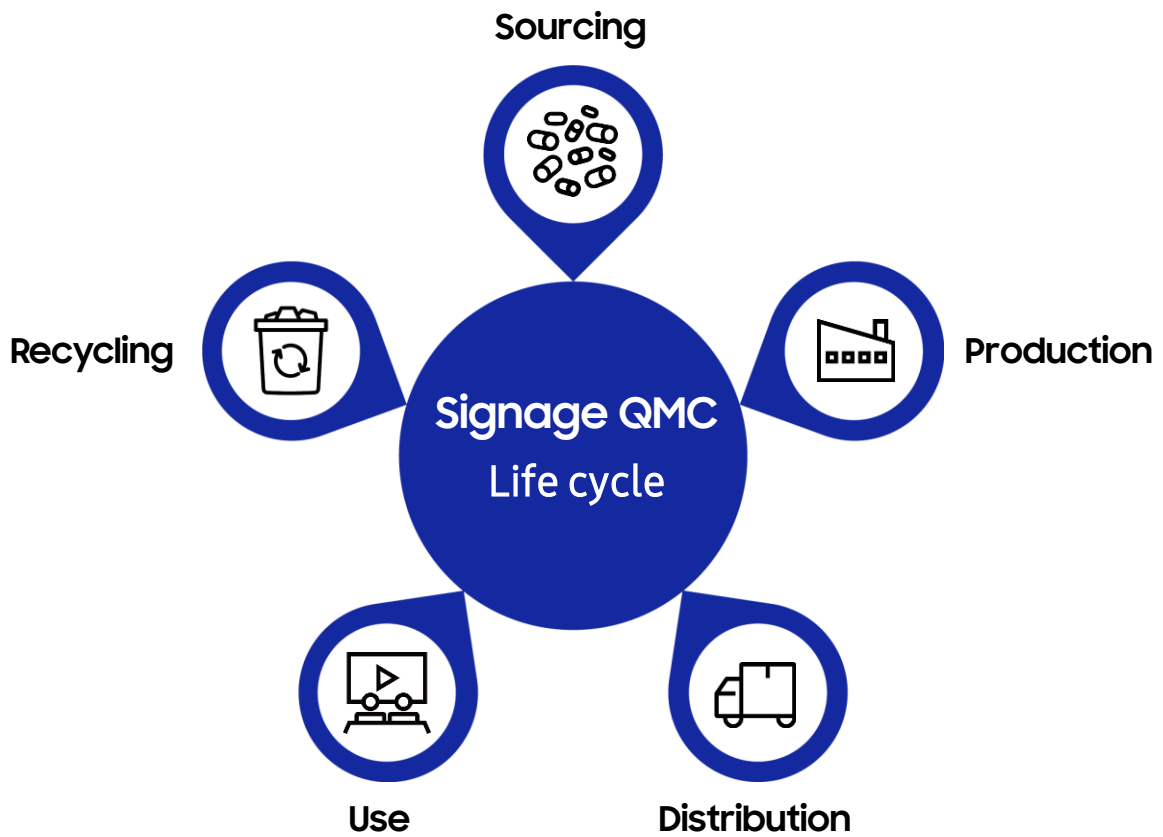 Sourcing
Recycling
Production
Signage QMC
Life cycle
Use
Distribution